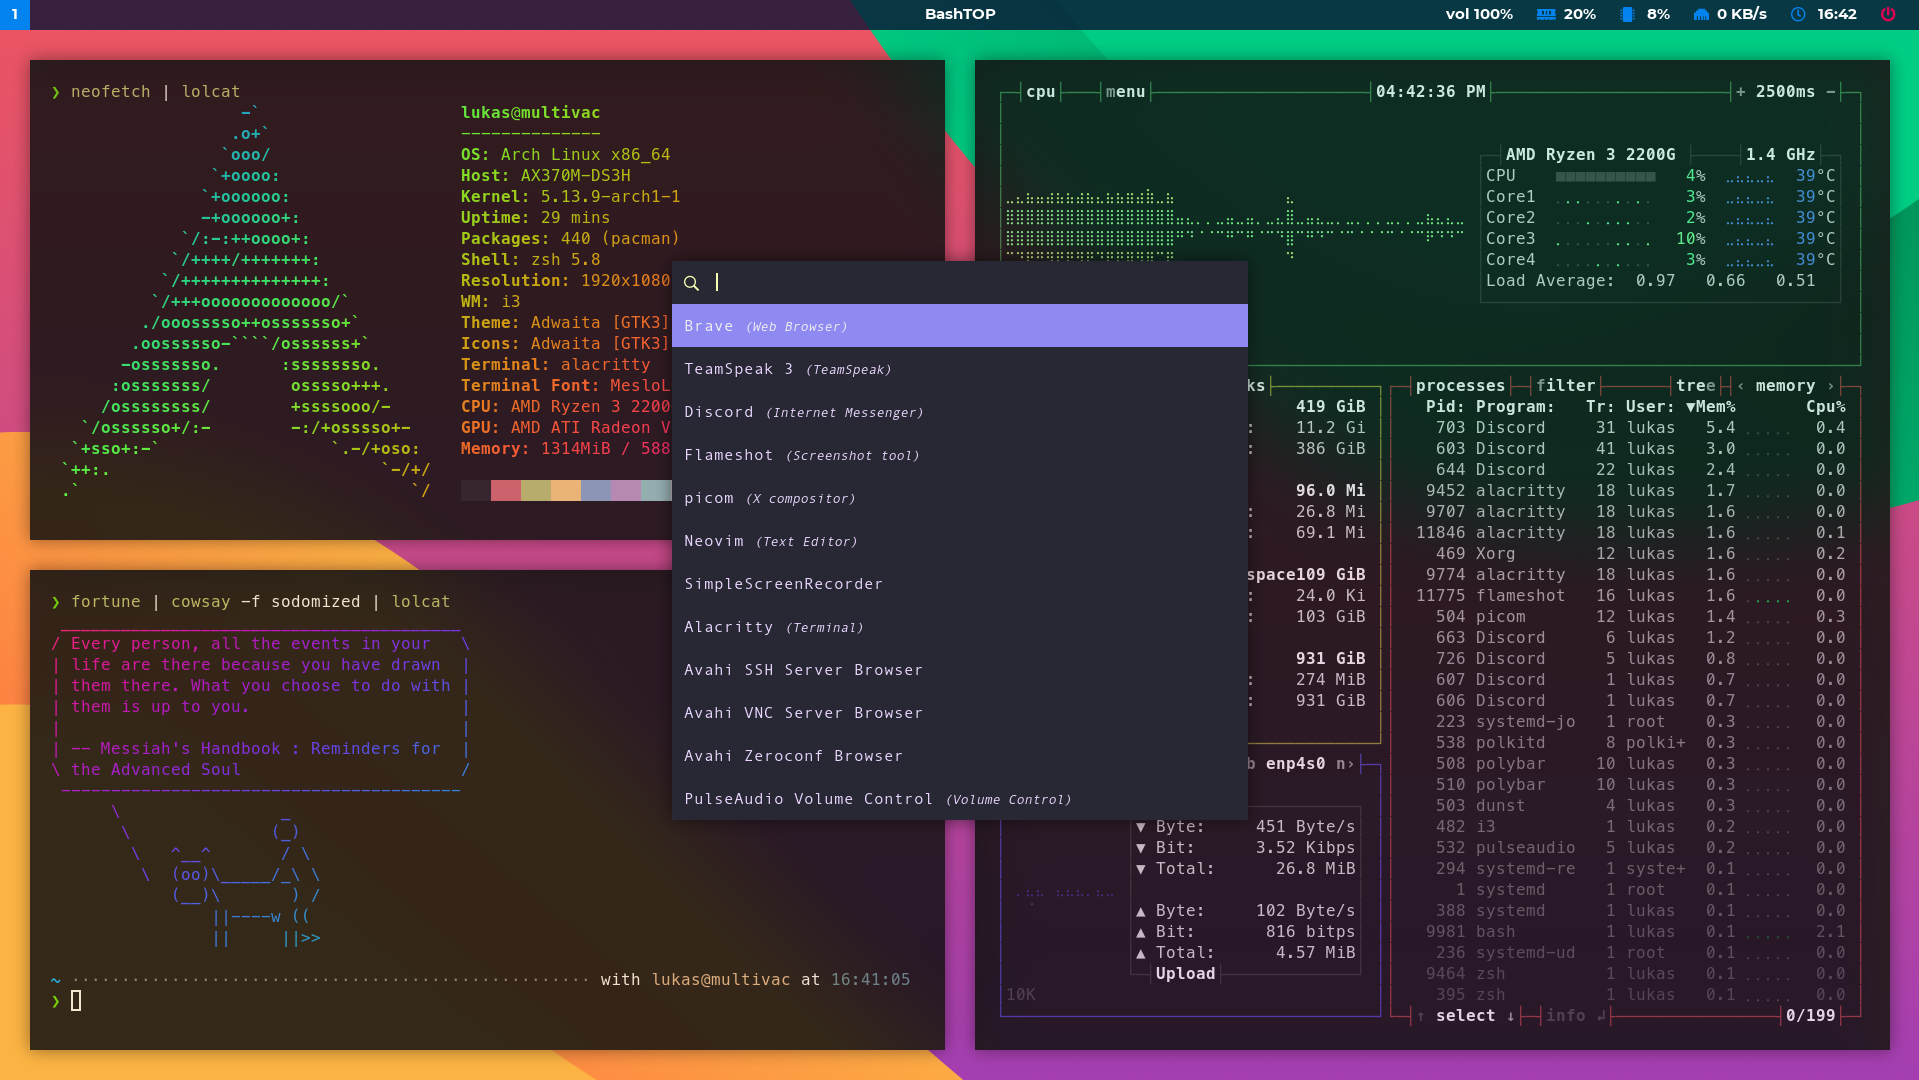 1 BashTOP vol 100% 20% 8% 0 KB/s 16:42
❯ neofetch | lolcat
-`
.o+`
`ooo/
`+oooo:
`+oooooo:
-+oooooo+:
`/:-:++oooo+:
`/++++/+++++++:
`/++++++++++++++:
`/+++ooooooooooooo/`
./ooosssso++osssssso+`
.oossssso-````/ossssss+`
-osssssso. :ssssssso.
:osssssss/ osssso+++.
/ossssssss/ +ssssooo/-
`/ossssso+/:- -:/+osssso+-
`+sso+:-` `.-/+oso:
`++:. `-/+/
.` `/
lukas@multivac
--------------
OS: Arch Linux x86_64
Host: AX370M-DS3H
Kernel: 5.13.9-arch1-1
Uptime: 29 mins
Packages: 440 (pacman)
Shell: zsh 5.8
Resolution: 1920x1080
WM: i3
Theme: Adwaita [GTK3]
Icons: Adwaita [GTK3]
Terminal: alacritty
Terminal Font: MesloL
CPU: AMD Ryzen 3 2200
GPU: AMD ATI Radeon V
Memory: 1314MiB / 588
❯ fortune | cowsay -f sodomized | lolcat
________________________________________
/ Every person, all the events in your \
| life are there because you have drawn |
| them there. What you choose to do with |
| them is up to you. |
| |
| -- Messiah's Handbook : Reminders for |
\ the Advanced Soul /
----------------------------------------
\ _
\ (_)
\ ^__^ / \
\ (oo)\_____/_\ \
(__)\ ) /
||----w ((
|| ||>>
~ with lukas@multivac at 16:41:05
❯
Brave (Web Browser)
TeamSpeak 3 (TeamSpeak)
Discord (Internet Messenger)
Flameshot (Screenshot tool)
picom (X compositor)
Neovim (Text Editor)
SimpleScreenRecorder
Alacritty (Terminal)
Avahi SSH Server Browser
Avahi VNC Server Browser
Avahi Zeroconf Browser
PulseAudio Volume Control (Volume Control)
cpu menu 04:42:36 PM + 2500ms -
AMD Ryzen 3 2200G 1.4 GHz
CPU 4% 39°C
Core1 3% 39°C
Core2 2% 39°C
Core3 10% 39°C
Core4 3% 39°C
Load Average: 0.97 0.66 0.51
ks
419 GiB
: 11.2 Gi
: 386 GiB
96.0 Mi
: 26.8 Mi
: 69.1 Mi
space109 GiB
: 24.0 Ki
: 103 GiB
931 GiB
: 274 MiB
: 931 GiB
b enp4s0 n›
▼ Byte: 451 Byte/s
▼ Bit: 3.52 Kibps
▼ Total: 26.8 MiB
▲ Byte: 102 Byte/s
▲ Bit: 816 bitps
▲ Total: 4.57 MiB
Upload
10K
processes filter tree ‹ memory ›
Pid: Program: Tr: User: ▼Mem% Cpu%
703 Discord 31 lukas 5.4 0.4
603 Discord 41 lukas 3.0 0.0
644 Discord 22 lukas 2.4 0.0
9452 alacritty 18 lukas 1.7 0.0
9707 alacritty 18 lukas 1.6 0.0
11846 alacritty 18 lukas 1.6 0.1
469 Xorg 12 lukas 1.6 0.2
9774 alacritty 18 lukas 1.6 0.0
11775 flameshot 16 lukas 1.6 0.0
504 picom 12 lukas 1.4 0.3
663 Discord 6 lukas 1.2 0.0
726 Discord 5 lukas 0.8 0.0
607 Discord 1 lukas 0.7 0.0
606 Discord 1 lukas 0.7 0.0
223 systemd-jo 1 root 0.3 0.0
538 polkitd 8 polki+ 0.3 0.0
508 polybar 10 lukas 0.3 0.0
510 polybar 10 lukas 0.3 0.0
503 dunst 4 lukas 0.3 0.0
482 i3 1 lukas 0.2 0.0
532 pulseaudio 5 lukas 0.2 0.0
294 systemd-re 1 syste+ 0.1 0.0
1 systemd 1 root 0.1 0.0
388 systemd 1 lukas 0.1 0.0
9981 bash 1 lukas 0.1 2.1
236 systemd-ud 1 root 0.1 0.0
9464 zsh 1 lukas 0.1 0.0
395 zsh 1 lukas 0.1 0.0
↑ select ↓ info ↲ 0/199